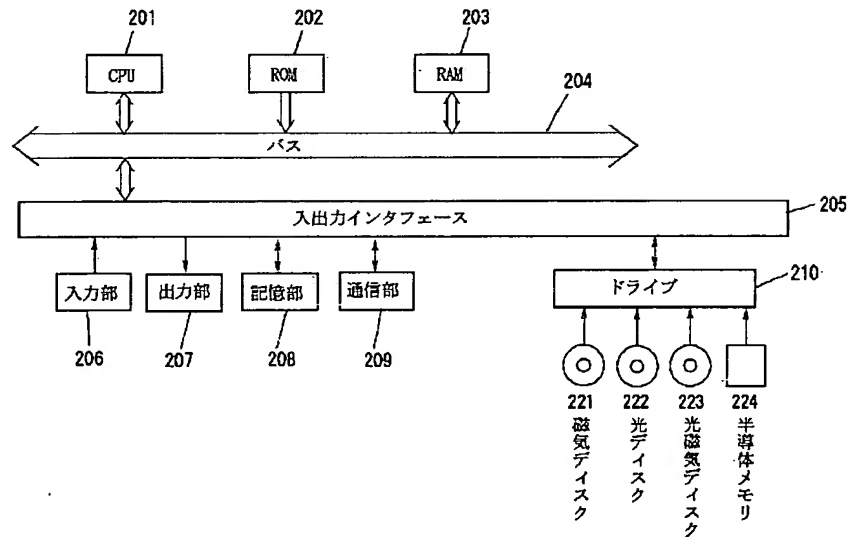 201
202
203
CPU
ROM
RAM
204
バス
205
入出力インタフェース
入力部
出力部
記憶部
通信部
ドライブ
210
206
207
208
209
221
222
223
224
磁気ディスク
光ディスク
光磁気ディスク
半導体メモリ